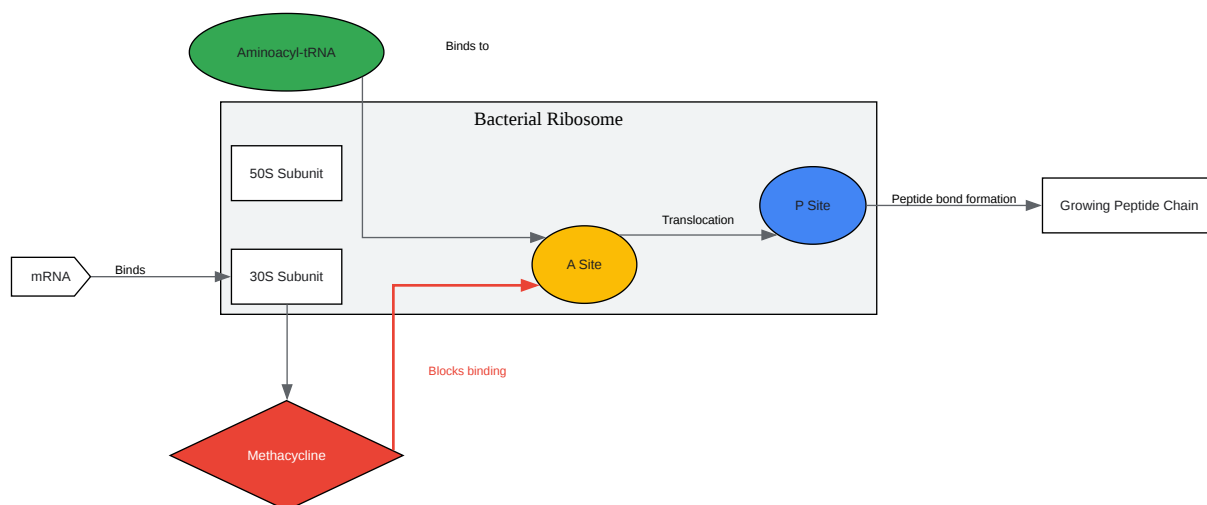 Aminoacyl-tRNA
Binds to
Bacterial Ribosome
50S Subunit
P Site
Peptide bond formation
Growing Peptide Chain
Translocation
A Site
mRNA
Binds
30S Subunit
Blocks binding
Methacycline